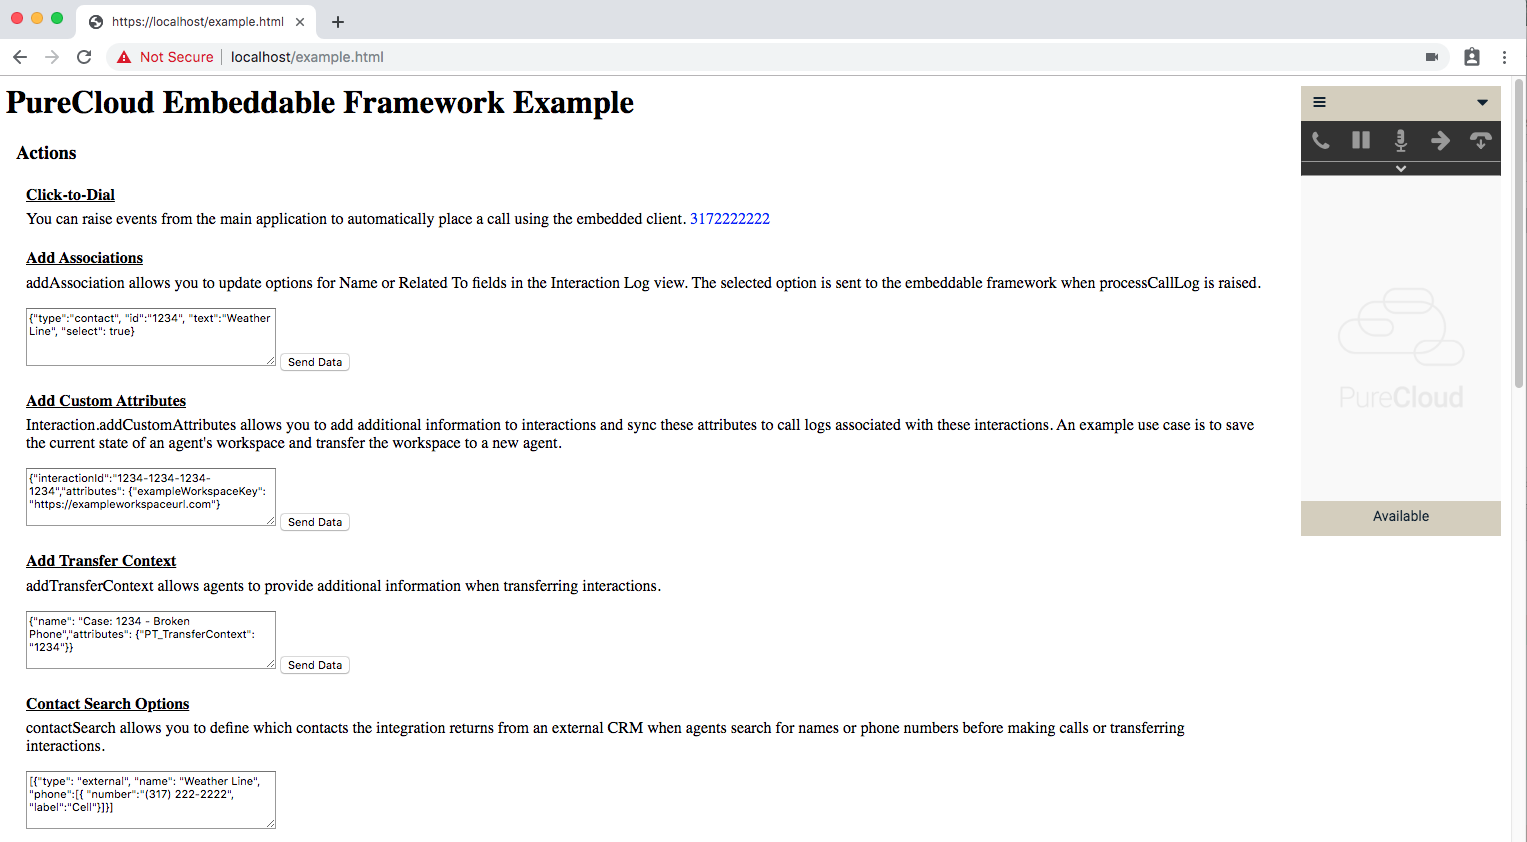 https://localhost/example.html
Not Secure
localhost/example.html
PureCloud Embeddable Framework Example
Actions
Click-to-Dial
You can raise events from the main application to automatically place a call using the embedded client. 3172222222
Add Associations
addAssociation allows you to update options for Name or Related To fields in the Interaction Log view. The selected option is sent to the embeddable framework when processCallLog is raised.
{"type":"contact", "id":"1234", "text":"Weather
Line", "select": true}
Send Data
Add Custom Attributes
Interaction.addCustomAttributes allows you to add additional information to interactions and sync these attributes to call logs associated with these interactions. An example use case is to save
the current state of an agent's workspace and transfer the workspace to a new agent.
{"interactionId":"1234-1234-1234-
1234","attributes": {"exampleWorkspaceKey":
"https://exampleworkspaceurl.com"}
Send Data
Add Transfer Context
addTransferContext allows agents to provide additional information when transferring interactions.
{"name": "Case: 1234 - Broken
Phone","attributes": {"PT_TransferContext":
"1234"}}
Send Data
Contact Search Options
contactSearch allows you to define which contacts the integration returns from an external CRM when agents search for names or phone numbers before making calls or transferring
interactions.
[{"type": "external", "name": "Weather Line",
"phone":[{ "number":"(317) 222-2222",
"label":"Cell"}]}]
PureCloud
Available